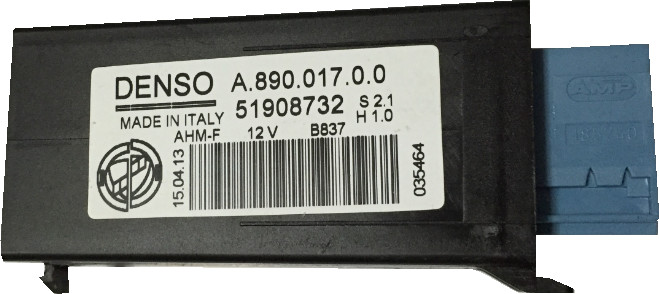 DENSO A.890.017.0.0
MADE IN ITALY 51908732 S 2.1
H 1.0
AHM-F 12 V B837
15.04.13
035464
AMP